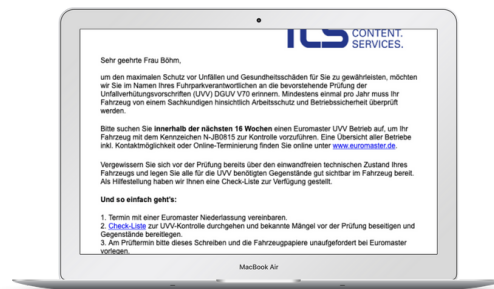 TCS CONTENT.
SERVICES.
Sehr geehrte Frau Böhm,
um den maximalen Schutz vor Unfällen und Gesundheitsschäden für Sie zu gewährleisten, möchten
wir Sie im Namen Ihres Fuhrparkverantwortlichen an die bevorstehende Prüfung der
Unfallverhütungsvorschriften (UVV) DGUV V70 erinnern. Mindestens einmal pro Jahr muss Ihr
Fahrzeug von einem Sachkundigen hinsichtlich Arbeitsschutz und Betriebssicherheit überprüft
werden.
Bitte suchen Sie innerhalb der nächsten 16 Wochen einen Euromaster UVV Betrieb auf, um Ihr
Fahrzeug mit dem Kennzeichen N-JB0815 zur Kontrolle vorzuführen. Eine Übersicht aller Betriebe
inkl. Kontaktmöglichkeit oder Online-Terminierung finden Sie online unter www.euromaster.de.
Vergewissern Sie sich vor der Prüfung bereits über den einwandfreien technischen Zustand Ihres
Fahrzeugs und legen Sie alle für die UVV benötigten Gegenstände gut sichtbar im Fahrzeug bereit.
Als Hilfestellung haben wir Ihnen eine Check-Liste zur Verfügung gestellt.
Und so einfach geht's:
1. Termin mit einer Euromaster Niederlassung vereinbaren.
2. Check-Liste zur UVV-Kontrolle durchgehen und bekannte Mängel vor der Prüfung beseitigen und
Gegenstände bereitlegen.
3. Am Prüftermin bitte dieses Schreiben und die Fahrzeugpapiere unaufgefordert bei Euromaster
vorlegen.
MacBook Air